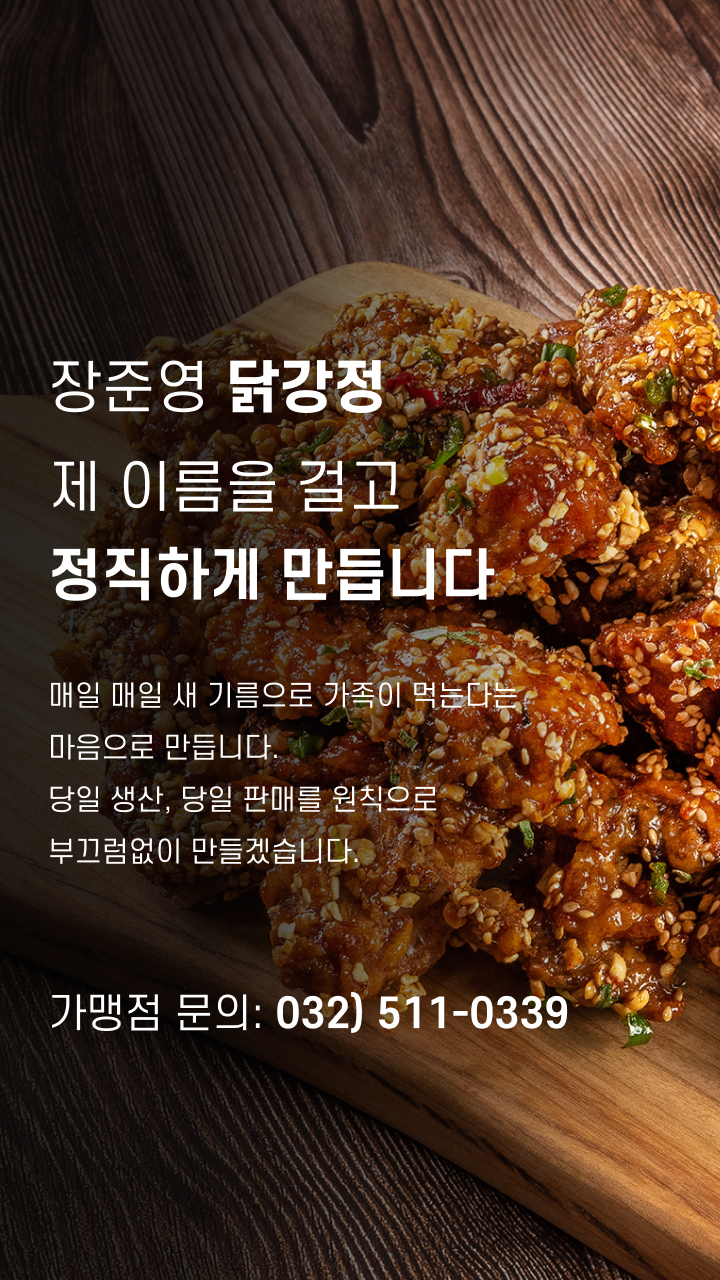 장준영 닭강정
제 이름을 걸고
정직하게 만듭니다
매일 매일 새 기름으로 가족이 먹는다는
마음으로 만듭니다.
당일 생산, 당일 판매를 원칙으로
부끄럼없이 만들겠습니다.
가맹점 문의: 032) 511-0339